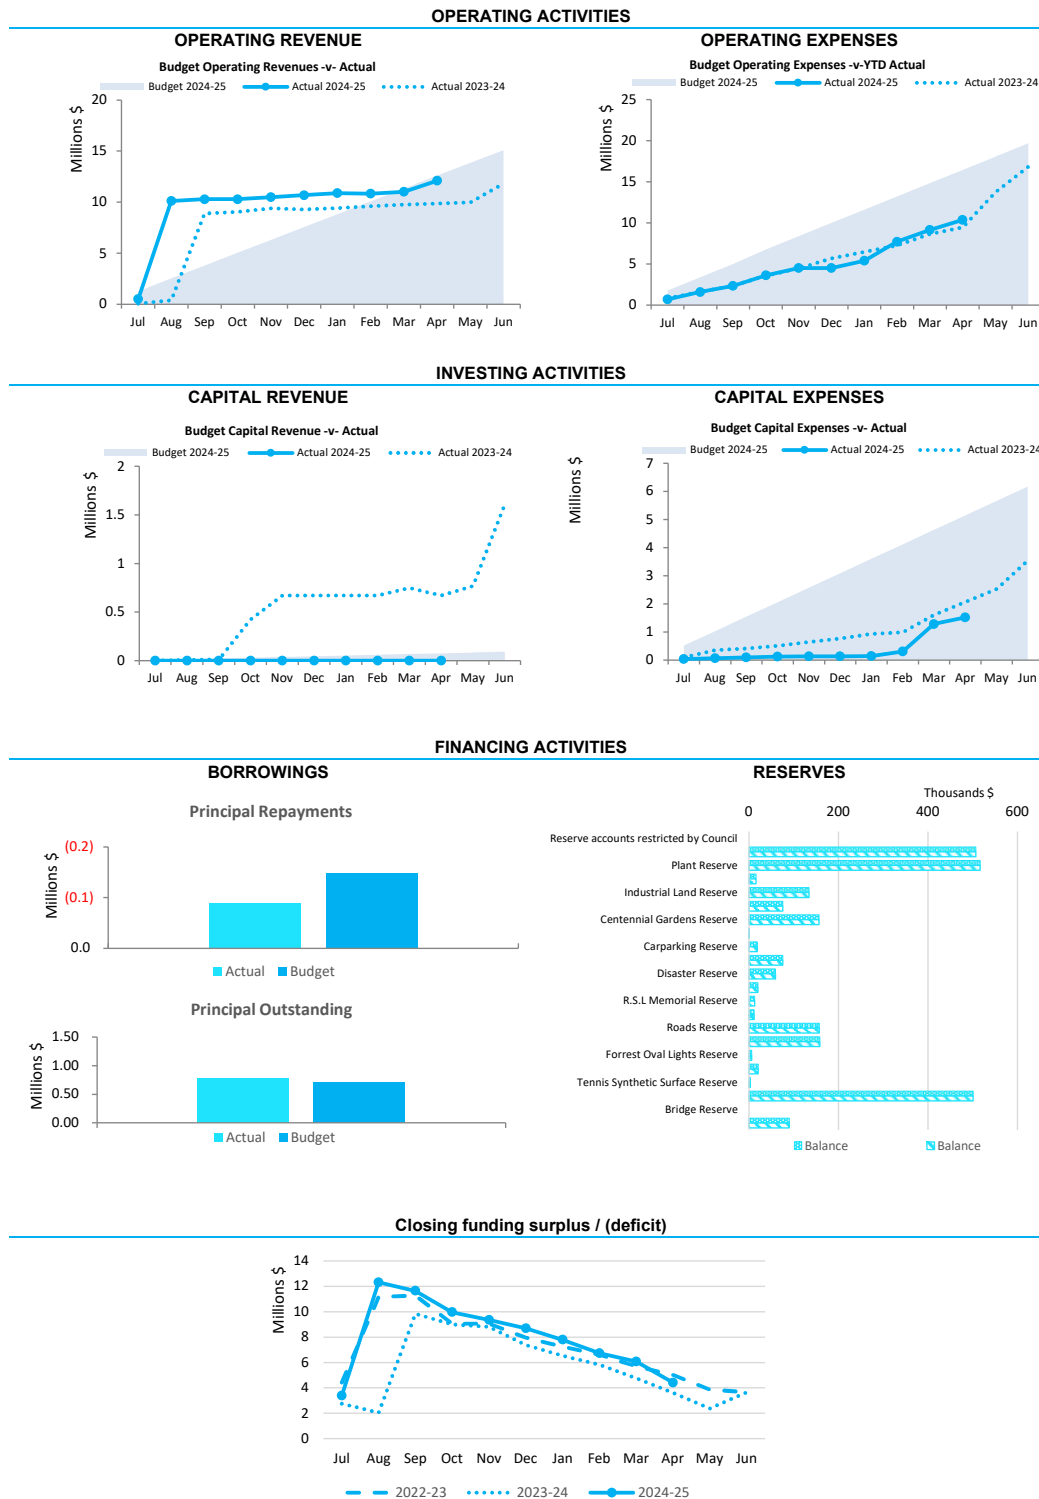 OPERATING ACTIVITIES
OPERATING REVENUE
Budget Operating Revenues -v- Actual
Budget 2024-25 Actual 2024-25 Actual 2023-24
Millions $
20
15
10
5
0
Jul Aug Sep Oct Nov Dec Jan Feb Mar Apr May Jun
OPERATING EXPENSES
Budget Operating Expenses -v-YTD Actual
Budget 2024-25 Actual 2024-25 Actual 2023-24
Millions $
25
20
15
10
5
0
Jul Aug Sep Oct Nov Dec Jan Feb Mar Apr May Jun
INVESTING ACTIVITIES
CAPITAL REVENUE
Budget Capital Revenue -v- Actual
Budget 2024-25 Actual 2024-25 Actual 2023-24
Millions $
2
1.5
1
0.5
0
Jul Aug Sep Oct Nov Dec Jan Feb Mar Apr May Jun
CAPITAL EXPENSES
Budget Capital Expenses -v- Actual
Budget 2024-25 Actual 2024-25 Actual 2023-24
Millions $
7
6
5
4
3
2
1
0
Jul Aug Sep Oct Nov Dec Jan Feb Mar Apr May Jun
FINANCING ACTIVITIES
BORROWINGS
Principal Repayments
Millions $
(0.2)
(0.1)
0.0
Actual Budget
Principal Outstanding
Millions $
1.50
1.00
0.50
0.00
Actual Budget
RESERVES
Thousands $
0 200 400 600
Reserve accounts restricted by Council
Plant Reserve
Industrial Land Reserve
Centennial Gardens Reserve
Carparking Reserve
Disaster Reserve
R.S.L Memorial Reserve
Roads Reserve
Forrest Oval Lights Reserve
Tennis Synthetic Surface Reserve
Bridge Reserve
Balance Balance
Closing funding surplus / (deficit)
Millions $
14
12
10
8
6
4
2
0
Jul Aug Sep Oct Nov Dec Jan Feb Mar Apr May Jun
2022-23 2023-24 2024-25